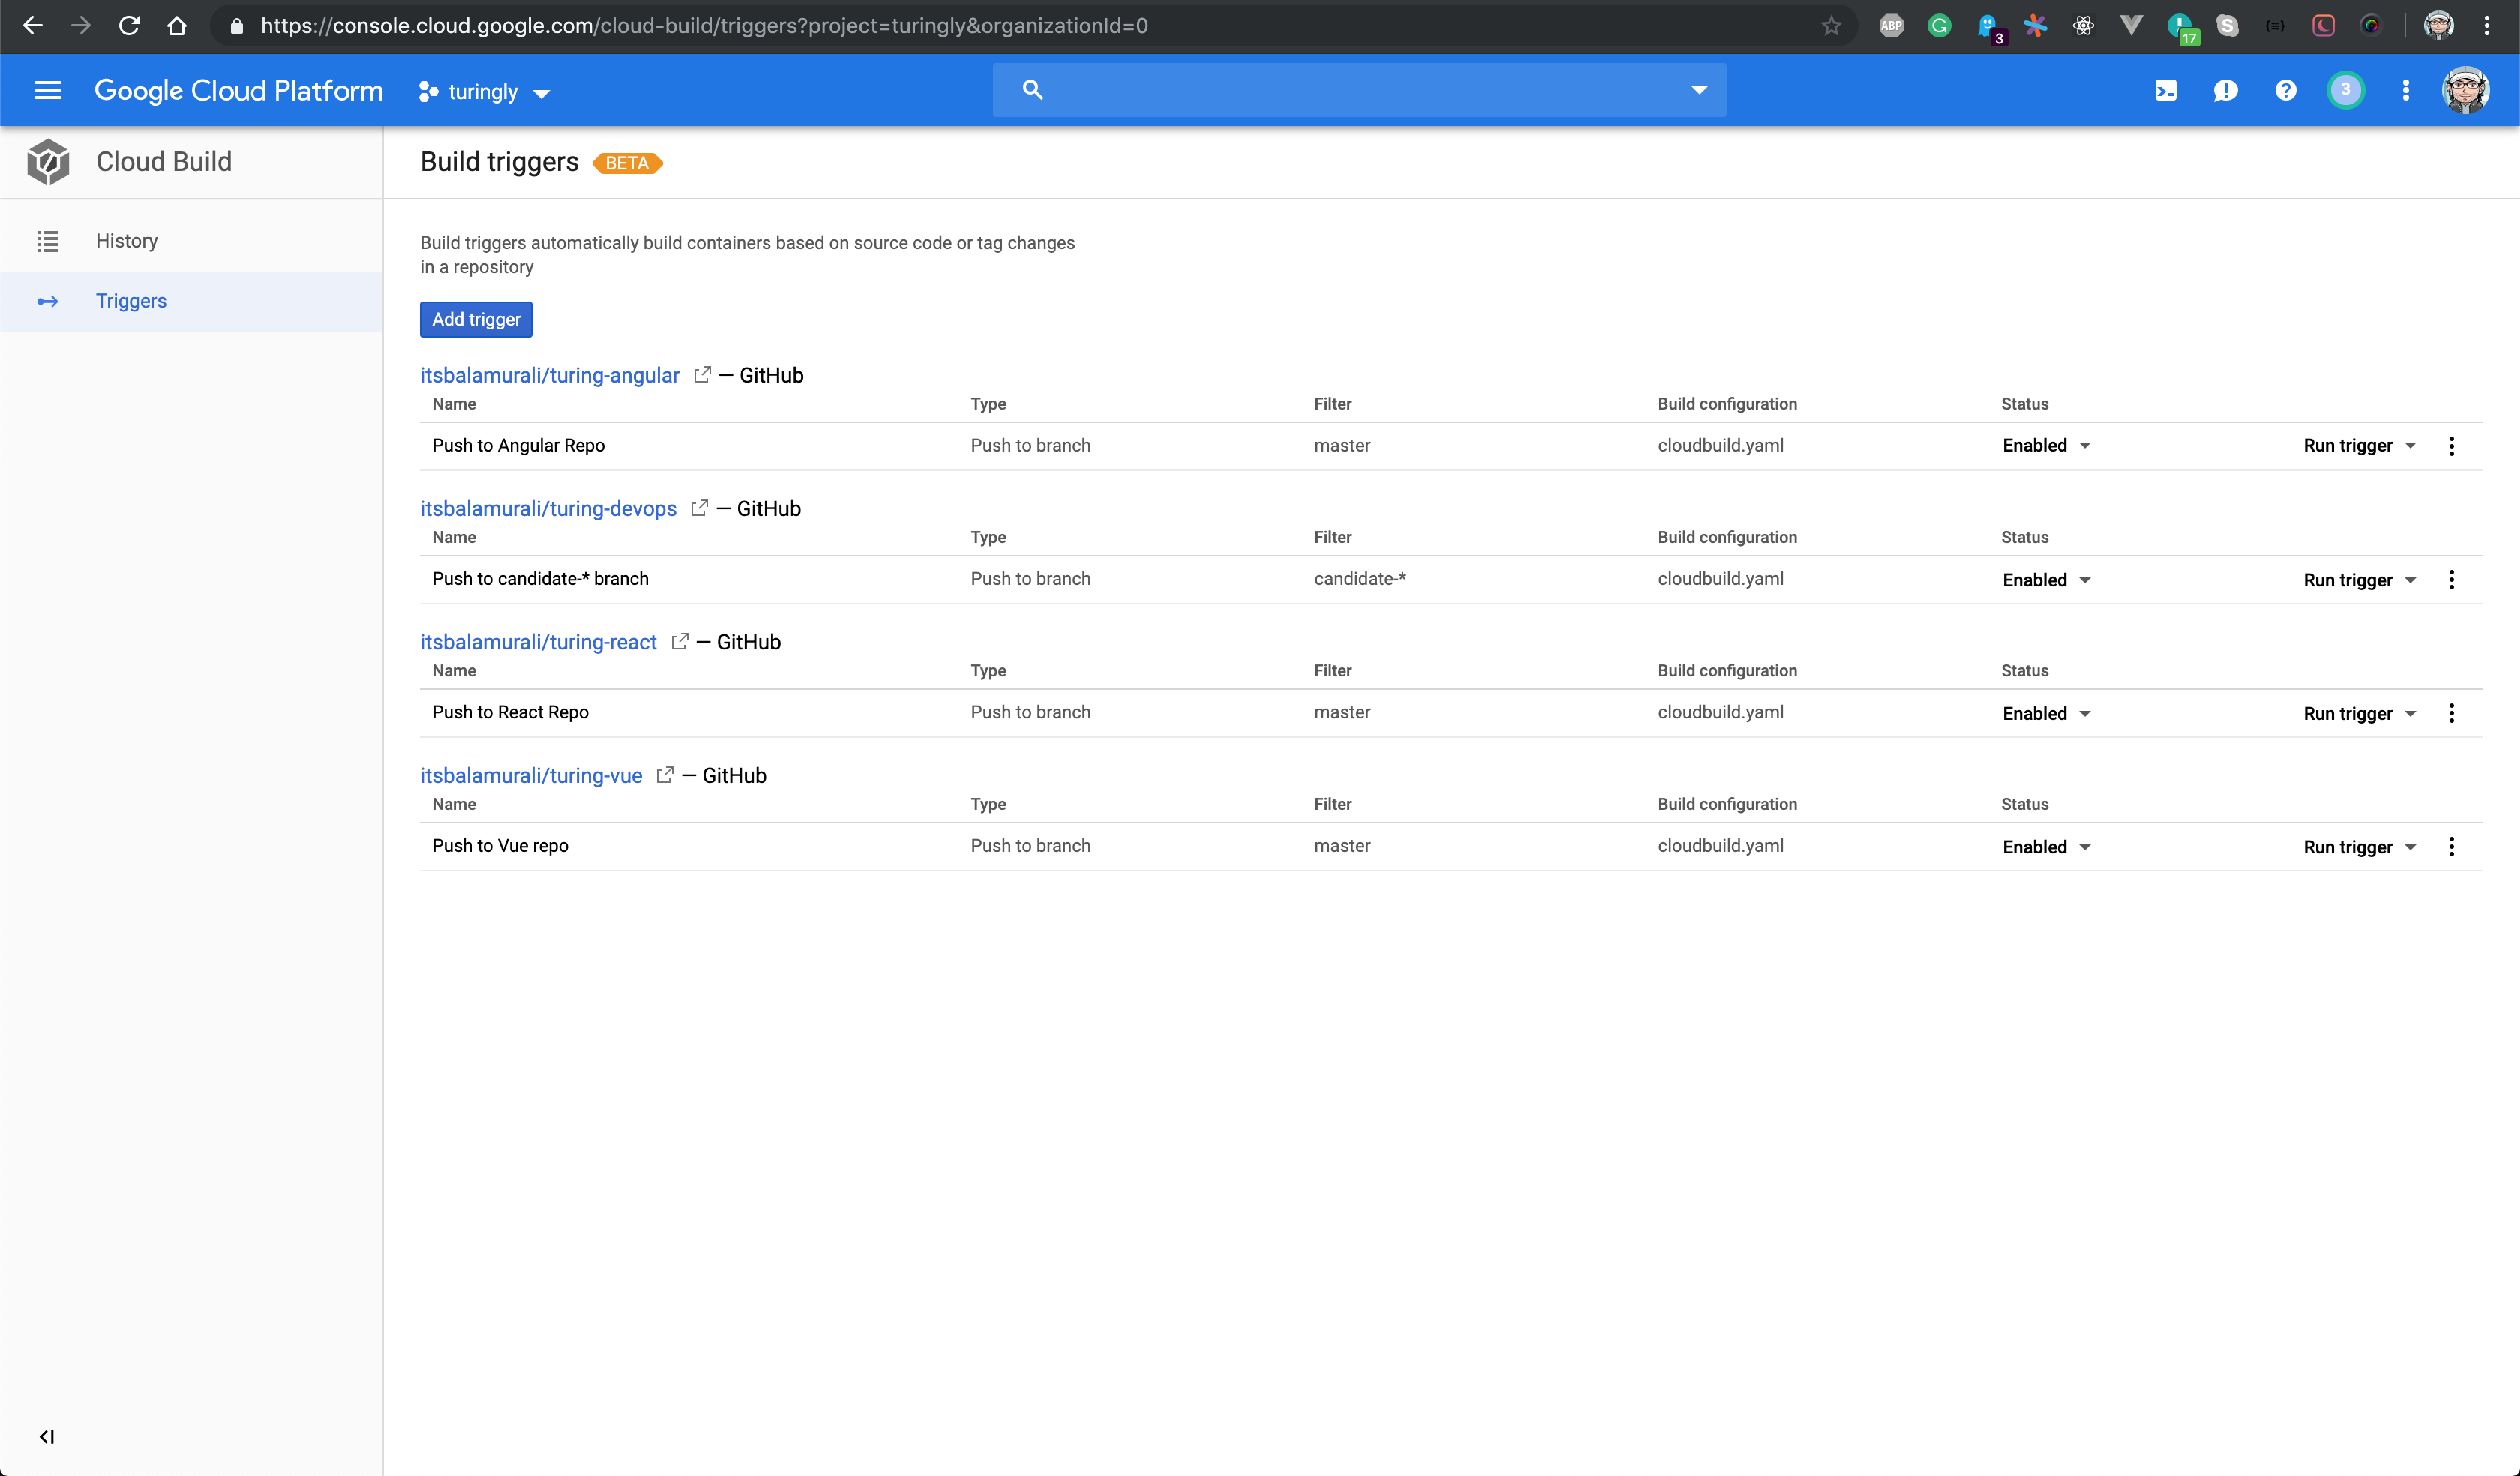 https://console.cloud.google.com/cloud-build/triggers?project=turingly&organizationId=0
ABP
G
3
17
S
{≡}
Google Cloud Platform
turingly
3
Cloud Build
Build triggers BETA
History
Triggers
Build triggers automatically build containers based on source code or tag changes
in a repository
Add trigger
itsbalamurali/turing-angular — GitHub
Name Type Filter Build configuration Status
Push to Angular Repo Push to branch master cloudbuild.yaml Enabled Run trigger
itsbalamurali/turing-devops — GitHub
Name Type Filter Build configuration Status
Push to candidate-* branch Push to branch candidate-* cloudbuild.yaml Enabled Run trigger
itsbalamurali/turing-react — GitHub
Name Type Filter Build configuration Status
Push to React Repo Push to branch master cloudbuild.yaml Enabled Run trigger
itsbalamurali/turing-vue — GitHub
Name Type Filter Build configuration Status
Push to Vue repo Push to branch master cloudbuild.yaml Enabled Run trigger